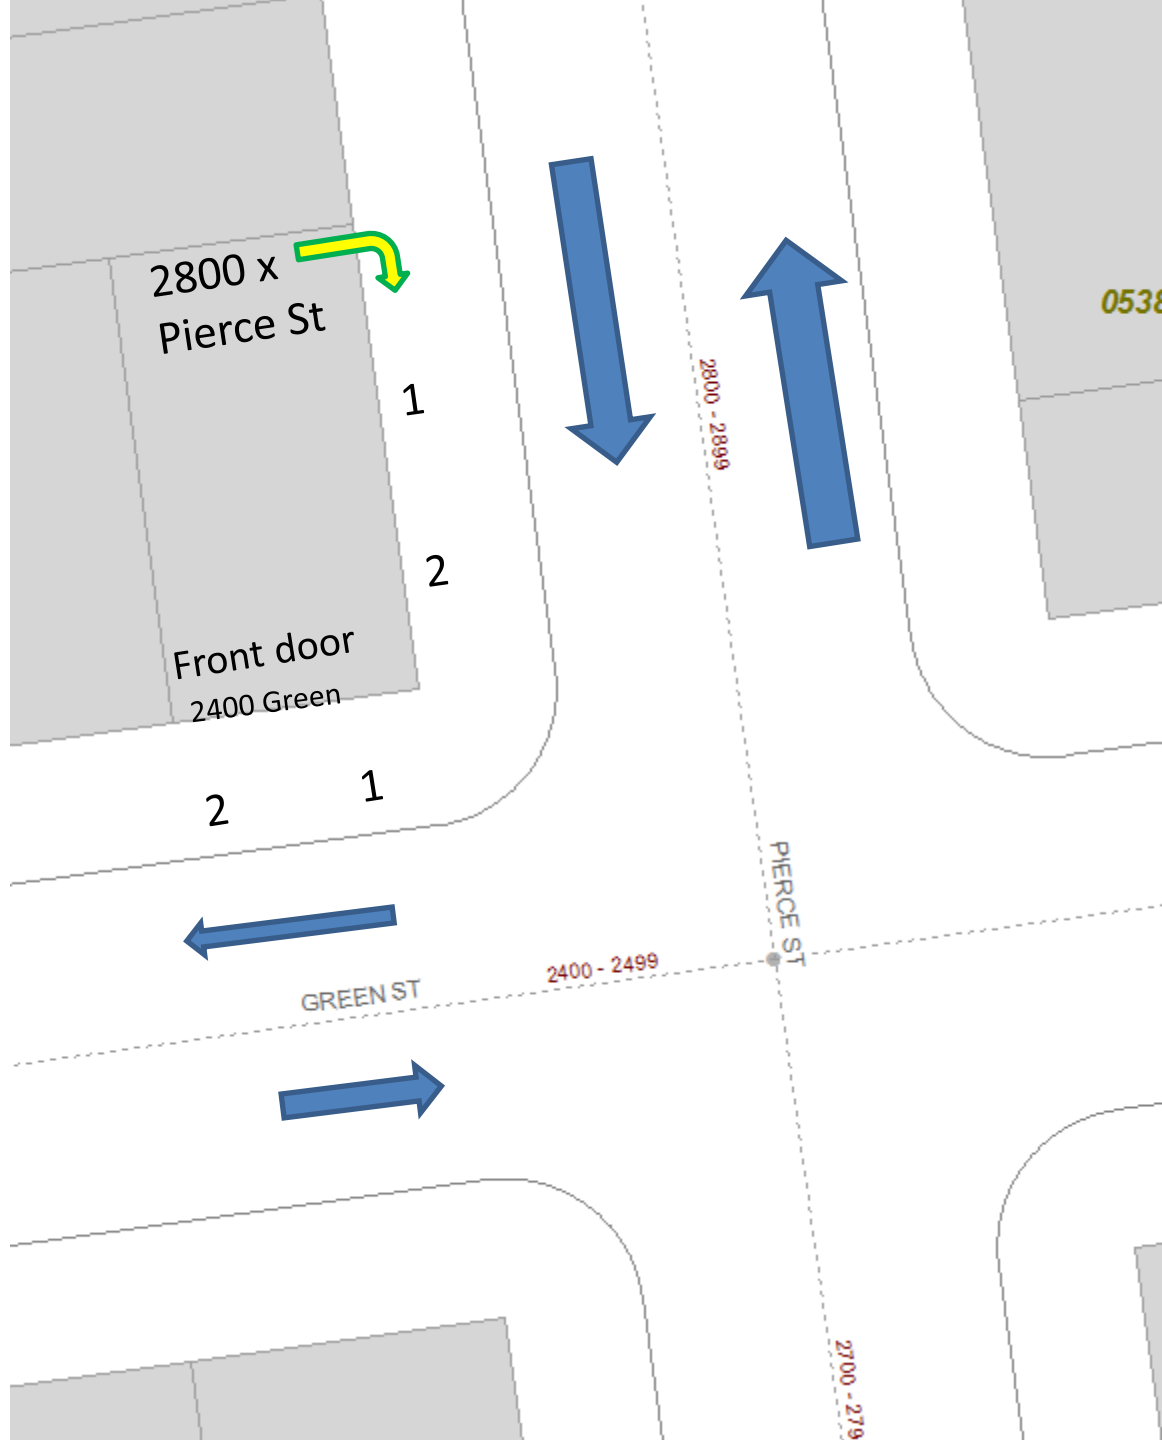 2800 x
Pierce St
0538
2800 - 2899
1
2
Front door
2400 Green
1
2
PIERCE ST
2400 - 2499
GREEN ST
2700 - 279